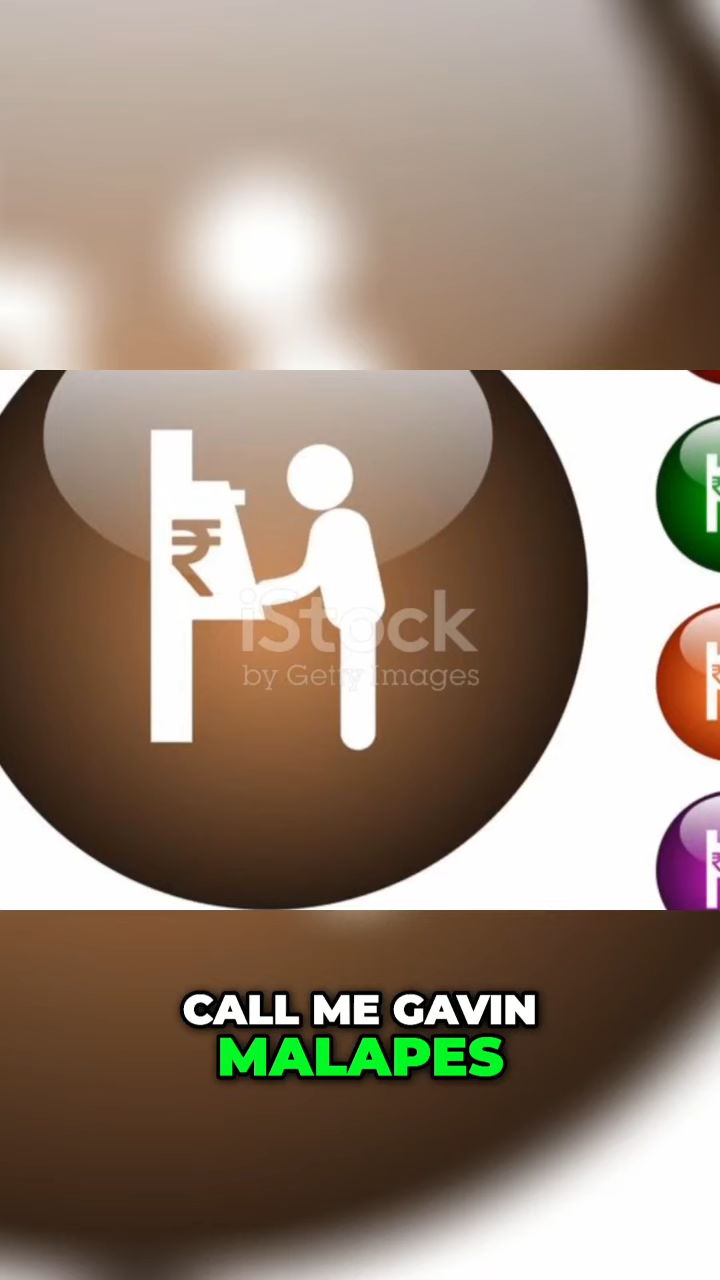 ₹
iStock
by Getty Images
₹
₹
₹
CALL ME GAVIN
MALAPES